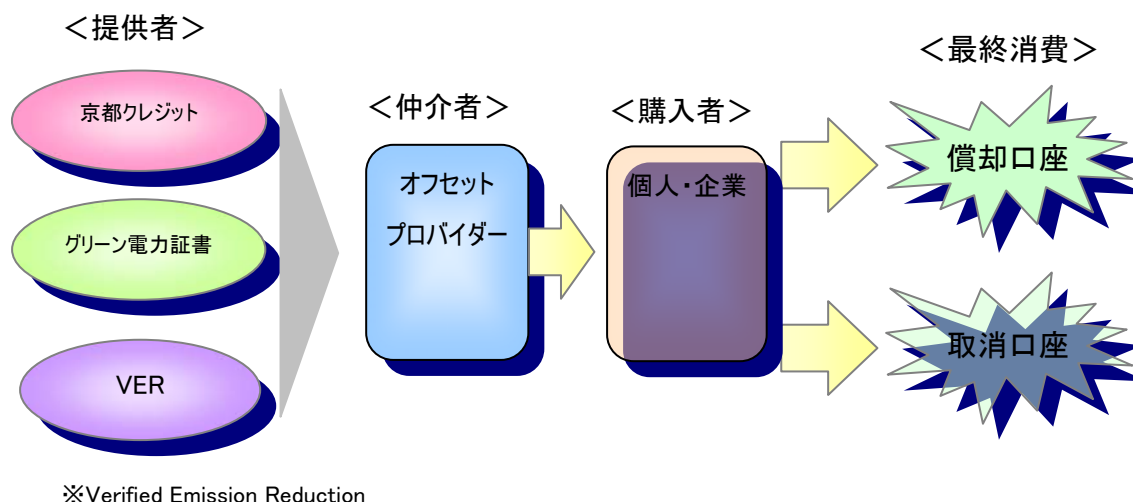 ＜提供者＞
京都クレジット
グリーン電力証書
VER
※Verified Emission Reduction
＜仲介者＞
オフセット
プロバイダー
＜購入者＞
個人・企業
＜最終消費＞
償却口座
取消口座